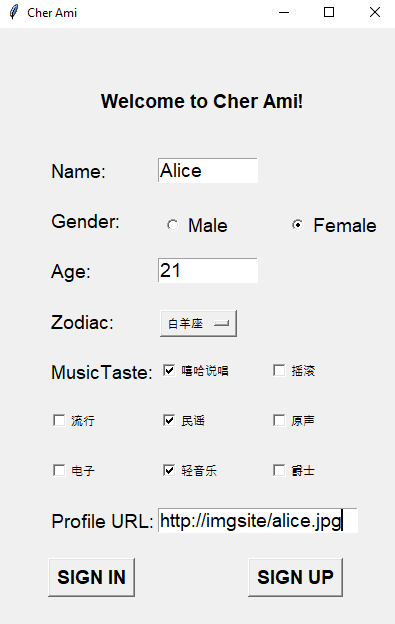 Cher Ami
Welcome to Cher Ami!
Name: Alice
Gender: Male Female
Age: 21
Zodiac: 白羊座
MusicTaste: 嘻哈说唱 摇滚
流行 民谣 原声
电子 轻音乐 爵士
Profile URL: http://imgsite/alice.jpg
SIGN IN SIGN UP